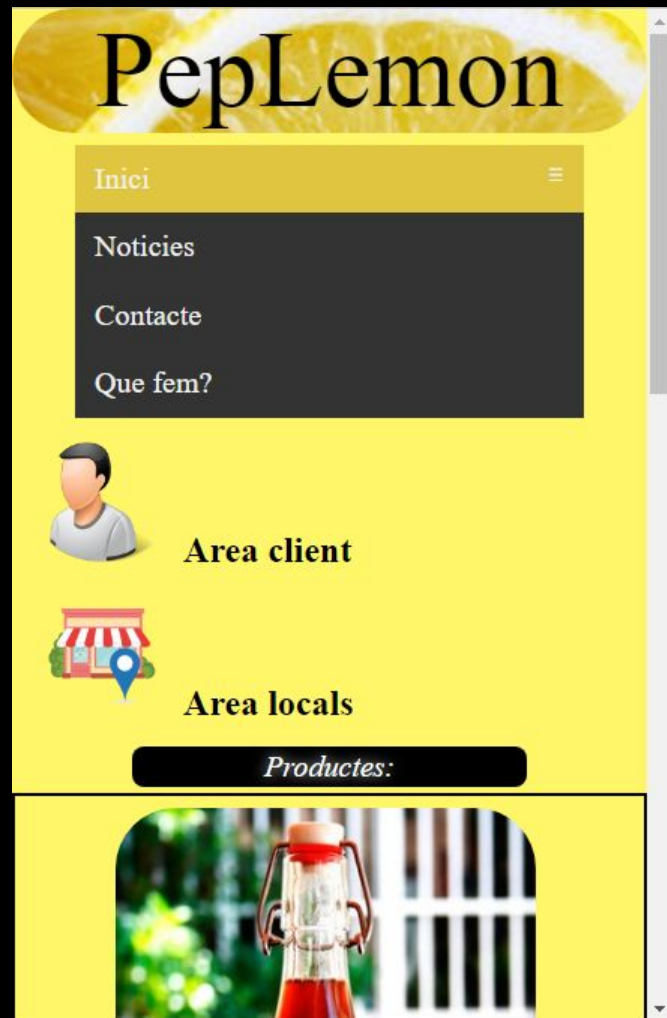 PepLemon
Inici
Noticies
Contacte
Que fem?
Area client
Area locals
Productes: